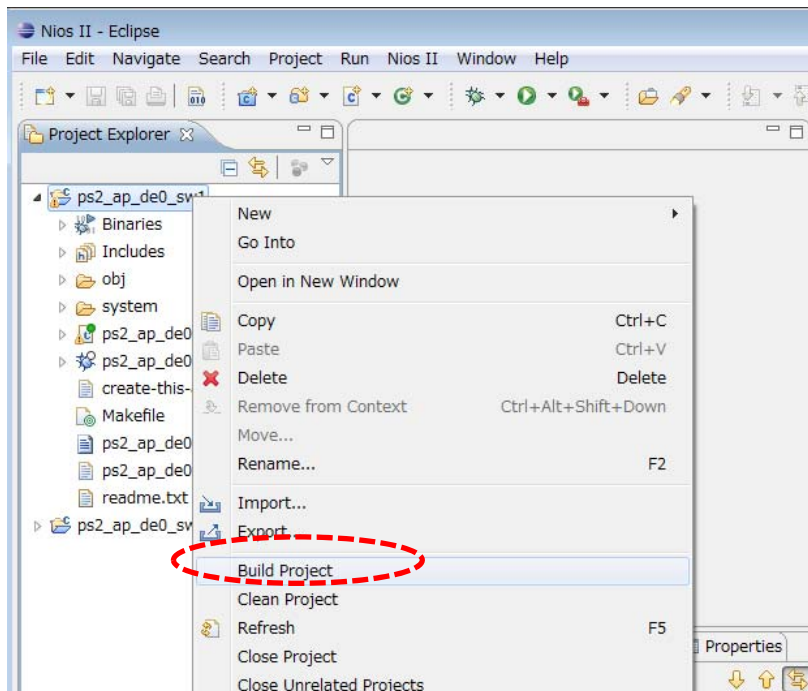 Nios II - Eclipse
File Edit Navigate Search Project Run Nios II Window Help
010
Project Explorer
ps2_ap_de0_sw1
Binaries
Includes
obj
system
ps2_ap_de0
ps2_ap_de0
create-this-
Makefile
ps2_ap_de0
ps2_ap_de0
readme.txt
ps2_ap_de0_sw
New
Go Into
Open in New Window
Copy Ctrl+C
Paste Ctrl+V
Delete Delete
Remove from Context Ctrl+Alt+Shift+Down
Move...
Rename... F2
Import...
Export...
Build Project
Clean Project
Refresh F5
Close Project
Close Unrelated Projects
Properties